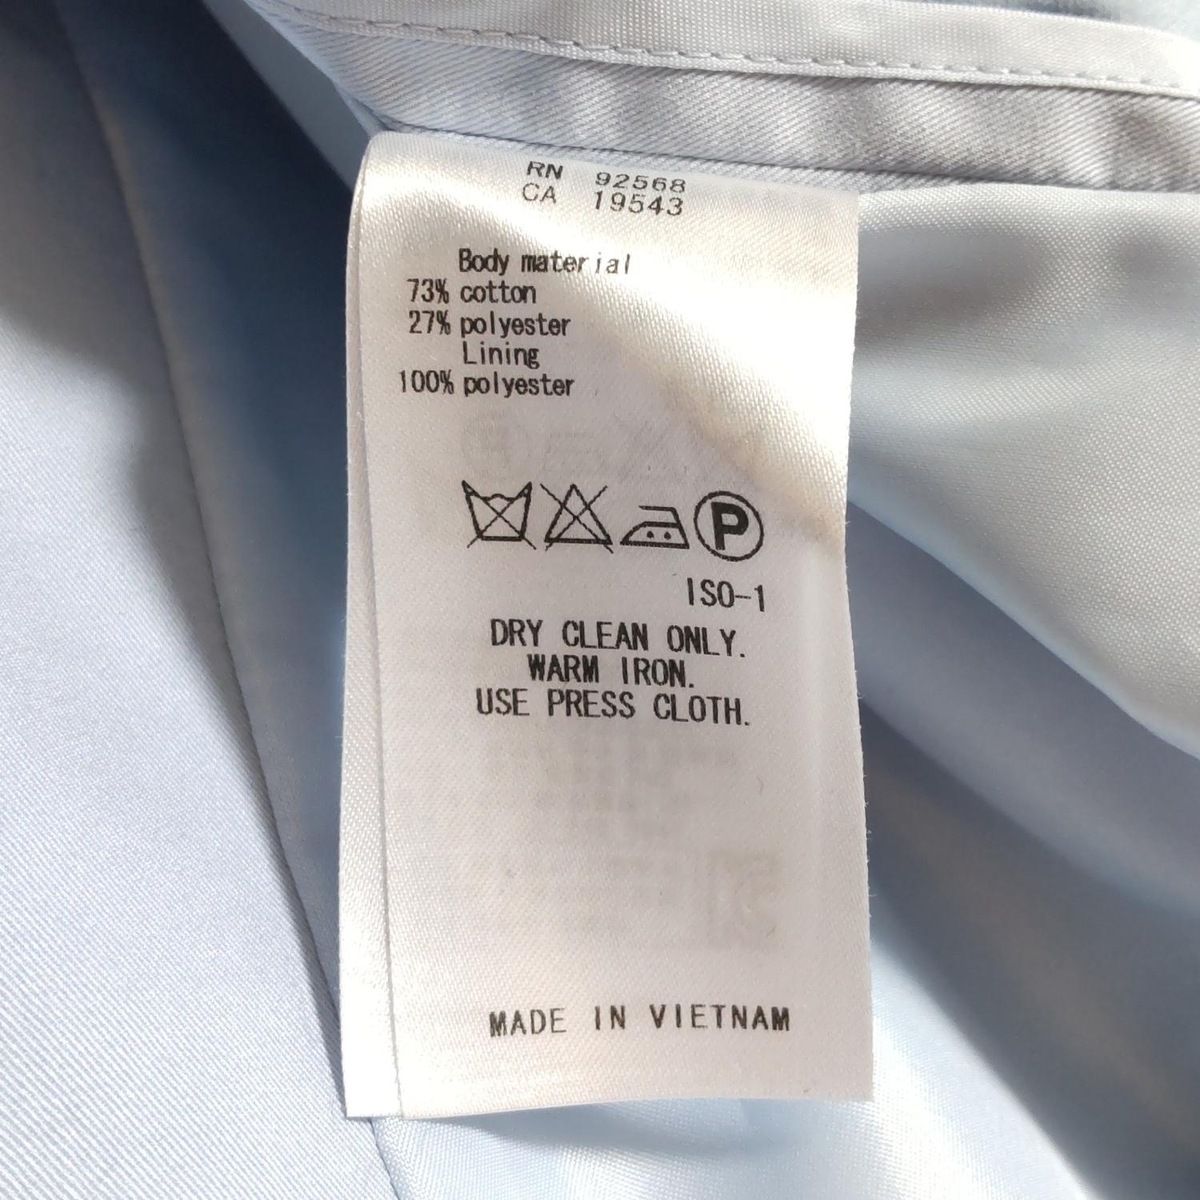 RN 92568
CA 19543
Body material
73% cotton
27% polyester
Lining
100% polyester
P
ISO-1
DRY CLEAN ONLY.
WARM IRON.
USE PRESS CLOTH.
MADE IN VIETNAM